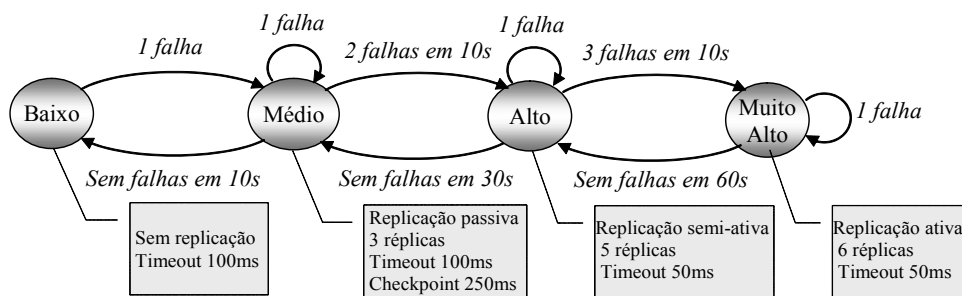 1 falha
1 falha
1 falha
2 falhas em 10s
3 falhas em 10s
Baixo
Médio
Alto
Muito
Alto
1 falha
Sem falhas em 10s
Sem falhas em 30s
Sem falhas em 60s
Sem replicação
Timeout 100ms
Replicação passiva
3 réplicas
Timeout 100ms
Checkpoint 250ms
Replicação semi-ativa
5 réplicas
Timeout 50ms
Replicação ativa
6 réplicas
Timeout 50ms